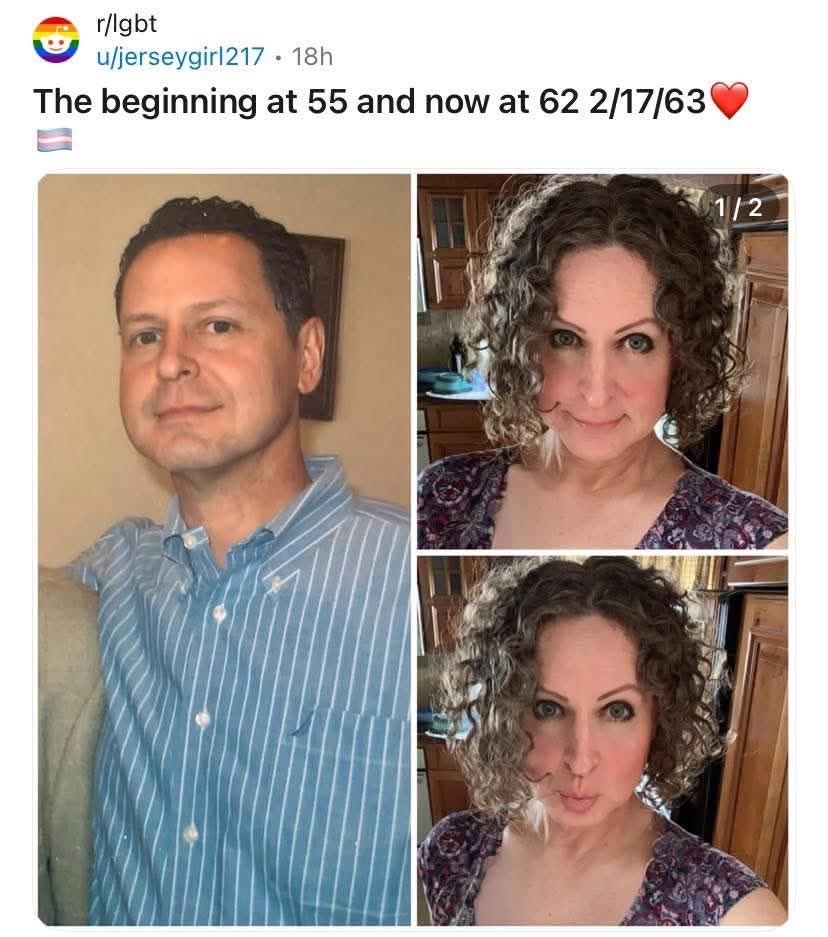 r/lgbt
u/jerseygirl217 • 18h
The beginning at 55 and now at 62 2/17/63❤️
🏳️‍⚧️
1/2